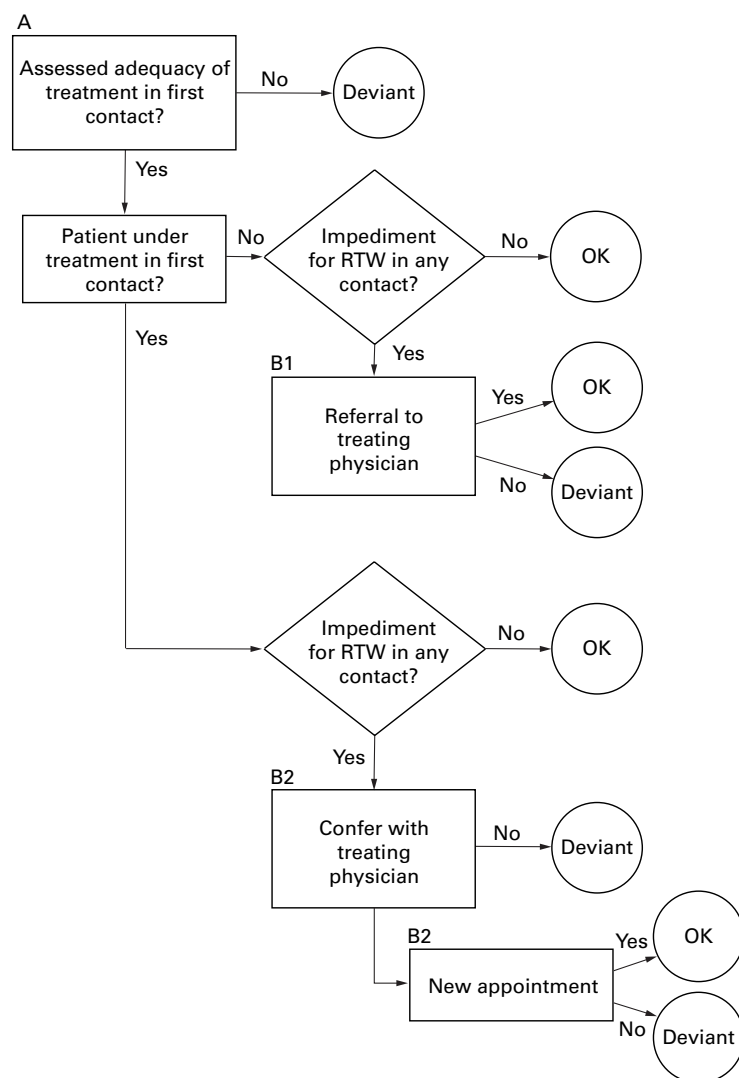 A
Assessed adequacy of
treatment in first
contact?
No
Deviant
Yes
Patient under
treatment in first
contact?
No
Impediment
for RTW in any
contact?
No
OK
Yes
Yes
B1
Referral to
treating
physician
Yes
OK
No
Deviant
Impediment
for RTW in any
contact?
No
OK
Yes
B2
Confer with
treating
physician
No
Deviant
B2
New appointment
Yes
OK
No
Deviant